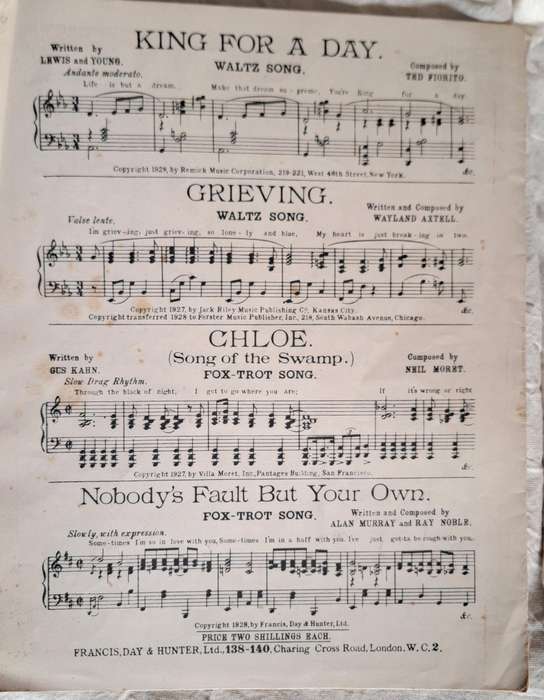 KING FOR A DAY.
WALTZ SONG.
Written by
LEWIS and YOUNG.
Composed by
TED FIORITO.
Andante moderato.
Life is but a dream, Make that dream su-preme, You're King for a day
&c.
Copyright 1928, by Remick Music Corporation, 219-221, West 46th Street, New York.
GRIEVING.
WALTZ SONG.
Written and Composed by
WAYLAND AXTELL.
Valse lente.
I'm griev-ing; just griev-ing, so lone-ly and blue, My heart is just break-ing in two.
&c.
Copyright 1927, by Jack Riley Music Publishing Co, Kansas City.
Copyright transferred 1928 to Forster Music Publisher, Inc., 218, South Wabash Avenue, Chicago.
CHLOE.
(Song of the Swamp.)
FOX-TROT SONG.
Written by
GUS KAHN.
Composed by
NEIL MORET.
Slow Drag Rhythm.
Through the black of night, I got to go where you are; If it's wrong or right
&c.
Copyright 1927, by Villa Moret, Inc., Pantages Building, San Francisco.
Nobody's Fault But Your Own.
FOX-TROT SONG.
Written and Composed by
ALAN MURRAY and RAY NOBLE.
Slowly, with expression.
Some-times I'm so in love with you, Some-times I'm in a half with you. I've just got-ta be rough with you.
&c.
Copyright 1928, by Francis, Day & Hunter, Ltd.
PRICE TWO SHILLINGS EACH.
FRANCIS, DAY & HUNTER, Ltd., 138-140, Charing Cross Road, London. W.C.2.